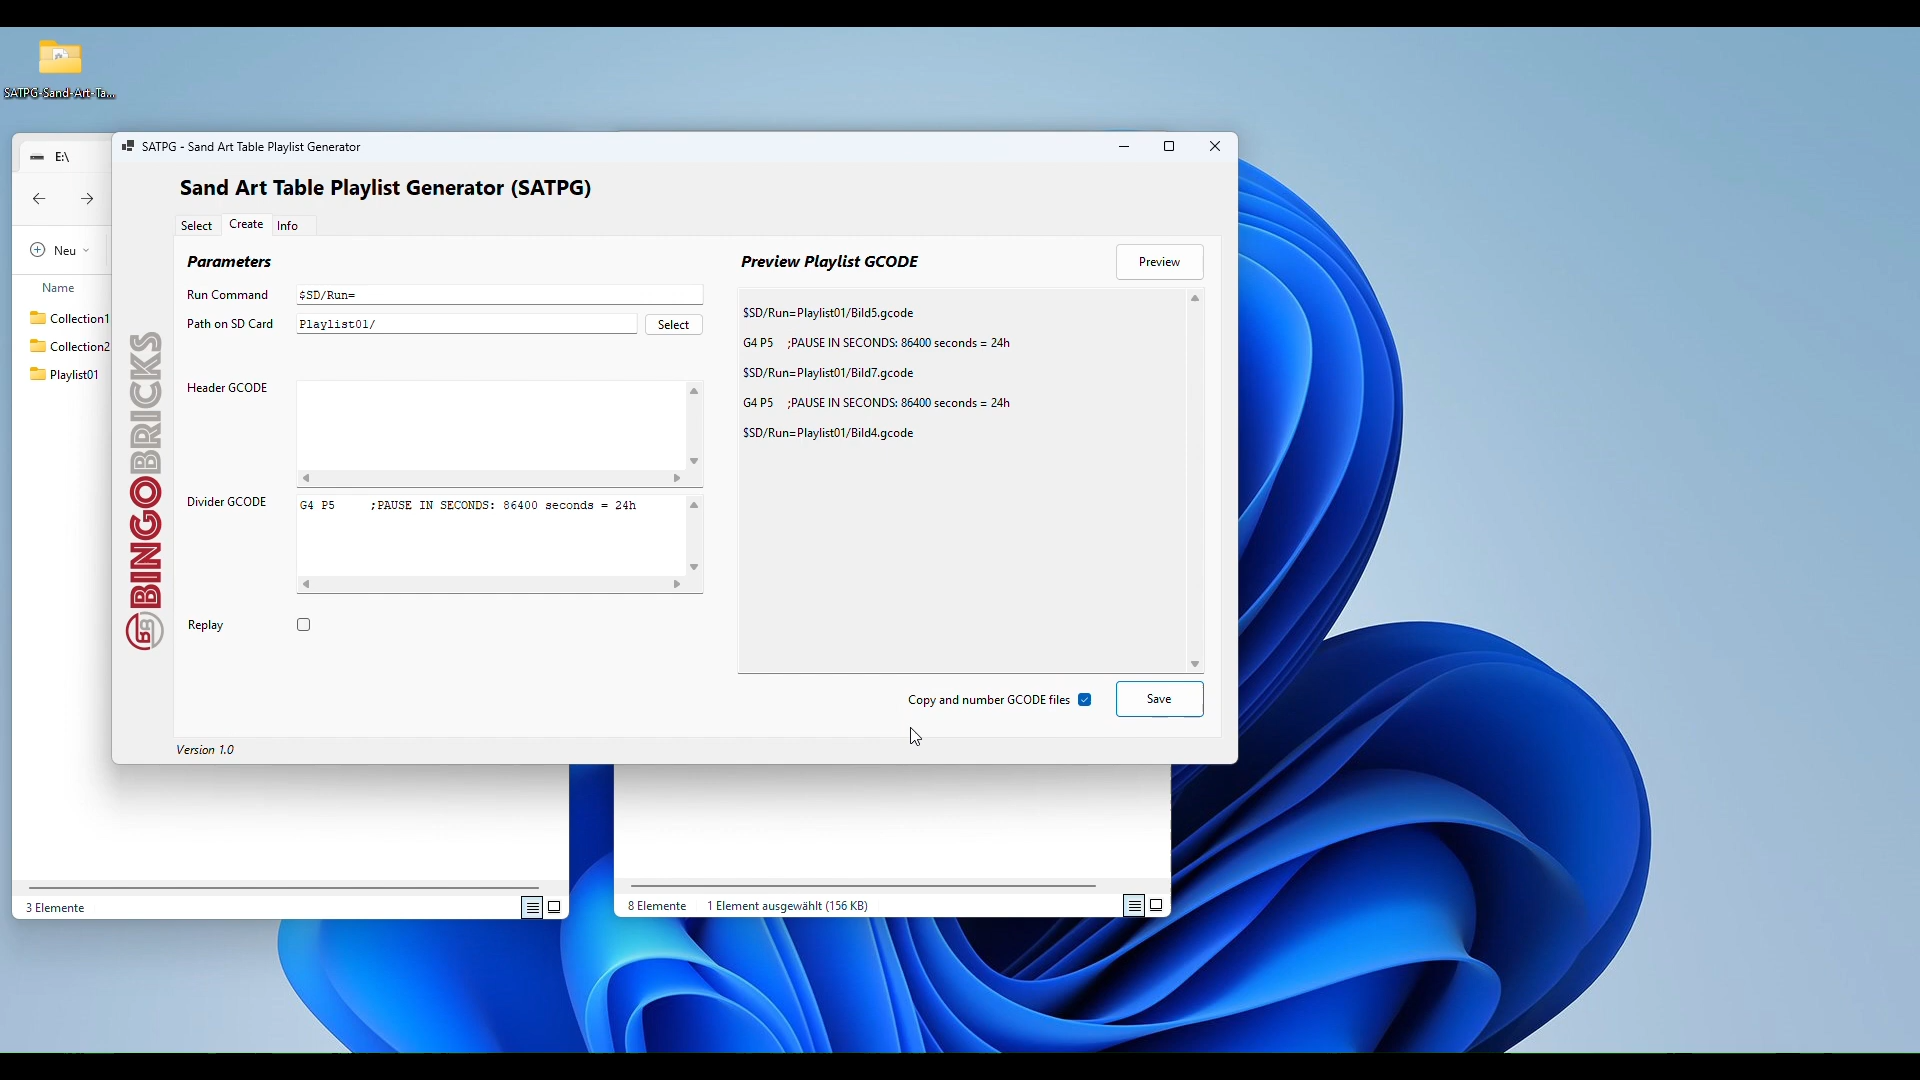 SATPG-Sand-Art-Ta...
E:\
Neu
Name
Collection1
Collection2
Playlist01
3 Elemente
SATPG - Sand Art Table Playlist Generator
Sand Art Table Playlist Generator (SATPG)
Select Create Info
Parameters
Run Command $SD/Run=
Path on SD Card Playlist01/ Select
Header GCODE
Divider GCODE G4 P5 ;PAUSE IN SECONDS: 86400 seconds = 24h
Replay
Preview Playlist GCODE Preview
$SD/Run=Playlist01/Bild5.gcode
G4 P5 ;PAUSE IN SECONDS: 86400 seconds = 24h
$SD/Run=Playlist01/Bild7.gcode
G4 P5 ;PAUSE IN SECONDS: 86400 seconds = 24h
$SD/Run=Playlist01/Bild4.gcode
Copy and number GCODE files Save
BB BINGOBRICKS
Version 1.0
8 Elemente 1 Element ausgewählt (156 KB)